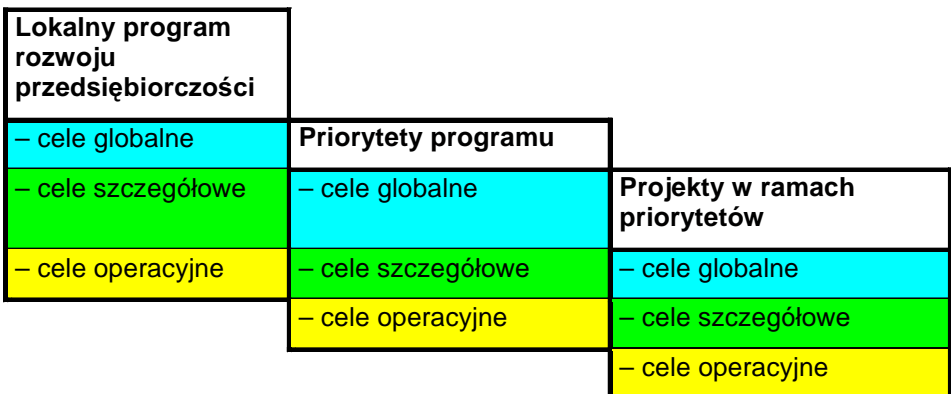 Lokalny program
rozwoju
przedsiębiorczości
– cele globalne
– cele szczegółowe
– cele operacyjne
Priorytety programu
– cele globalne
– cele szczegółowe
– cele operacyjne
Projekty w ramach
priorytetów
– cele globalne
– cele szczegółowe
– cele operacyjne